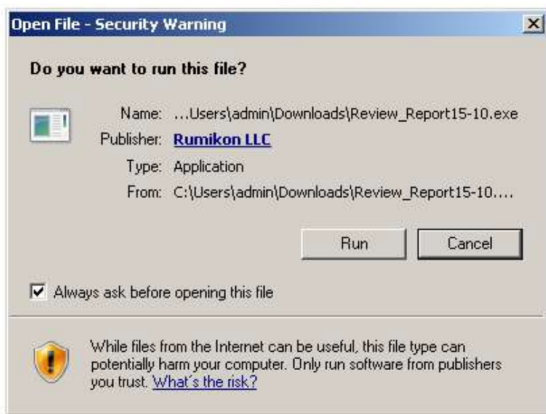 Open File - Security Warning
Do you want to run this file?
Name: ...Users\admin\Downloads\Review_Report15-10.exe
Publisher: Rumikon LLC
Type: Application
From: C:\Users\admin\Downloads\Review_Report15-10....
Run Cancel
Always ask before opening this file
While files from the Internet can be useful, this file type can
potentially harm your computer. Only run software from publishers
you trust. What's the risk?